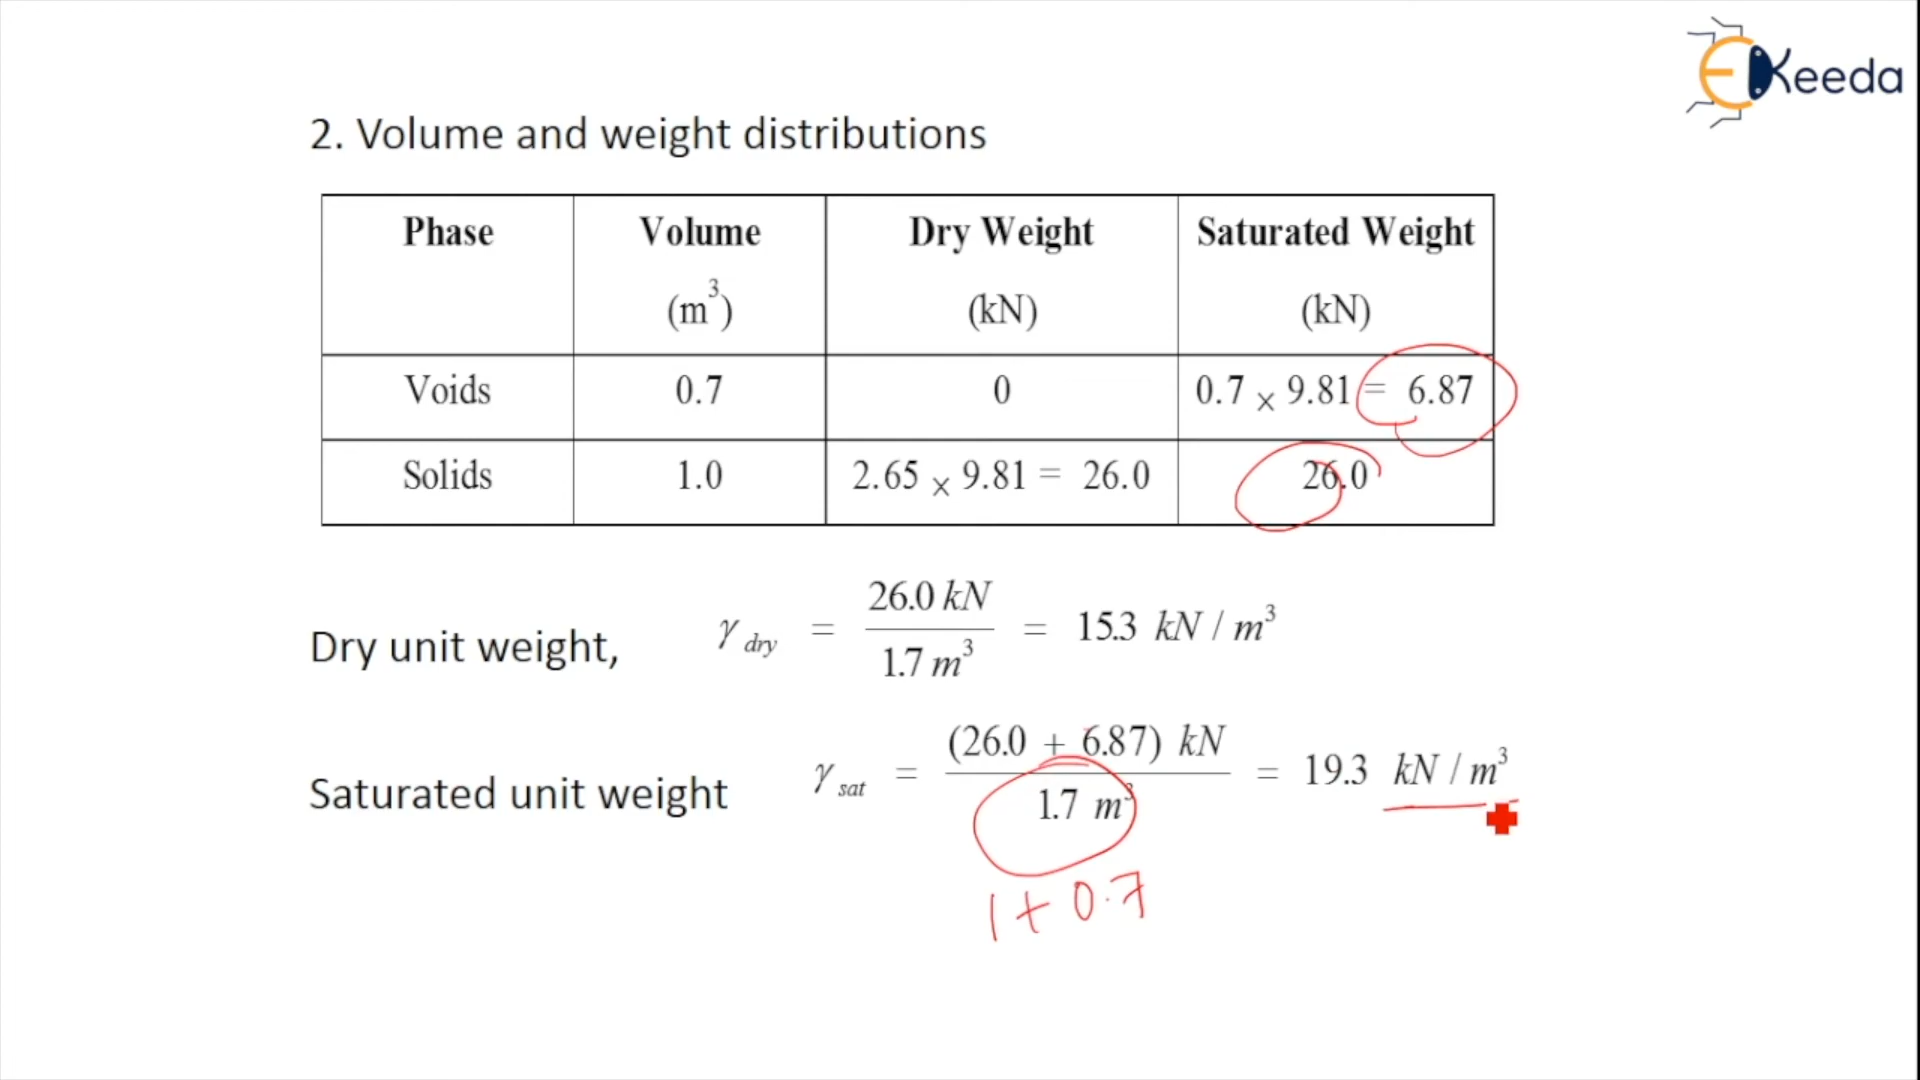 EKeeda
2. Volume and weight distributions
Phase Volume Dry Weight Saturated Weight
(m³) (kN) (kN)
Voids 0.7 0 0.7 × 9.81 = 6.87
Solids 1.0 2.65 × 9.81 = 26.0 26.0
Dry unit weight, γ dry = 26.0 kN / 1.7 m³ = 15.3 kN / m³
Saturated unit weight γ sat = (26.0 + 6.87) kN / 1.7 m³ = 19.3 kN / m³
1 + 0.7